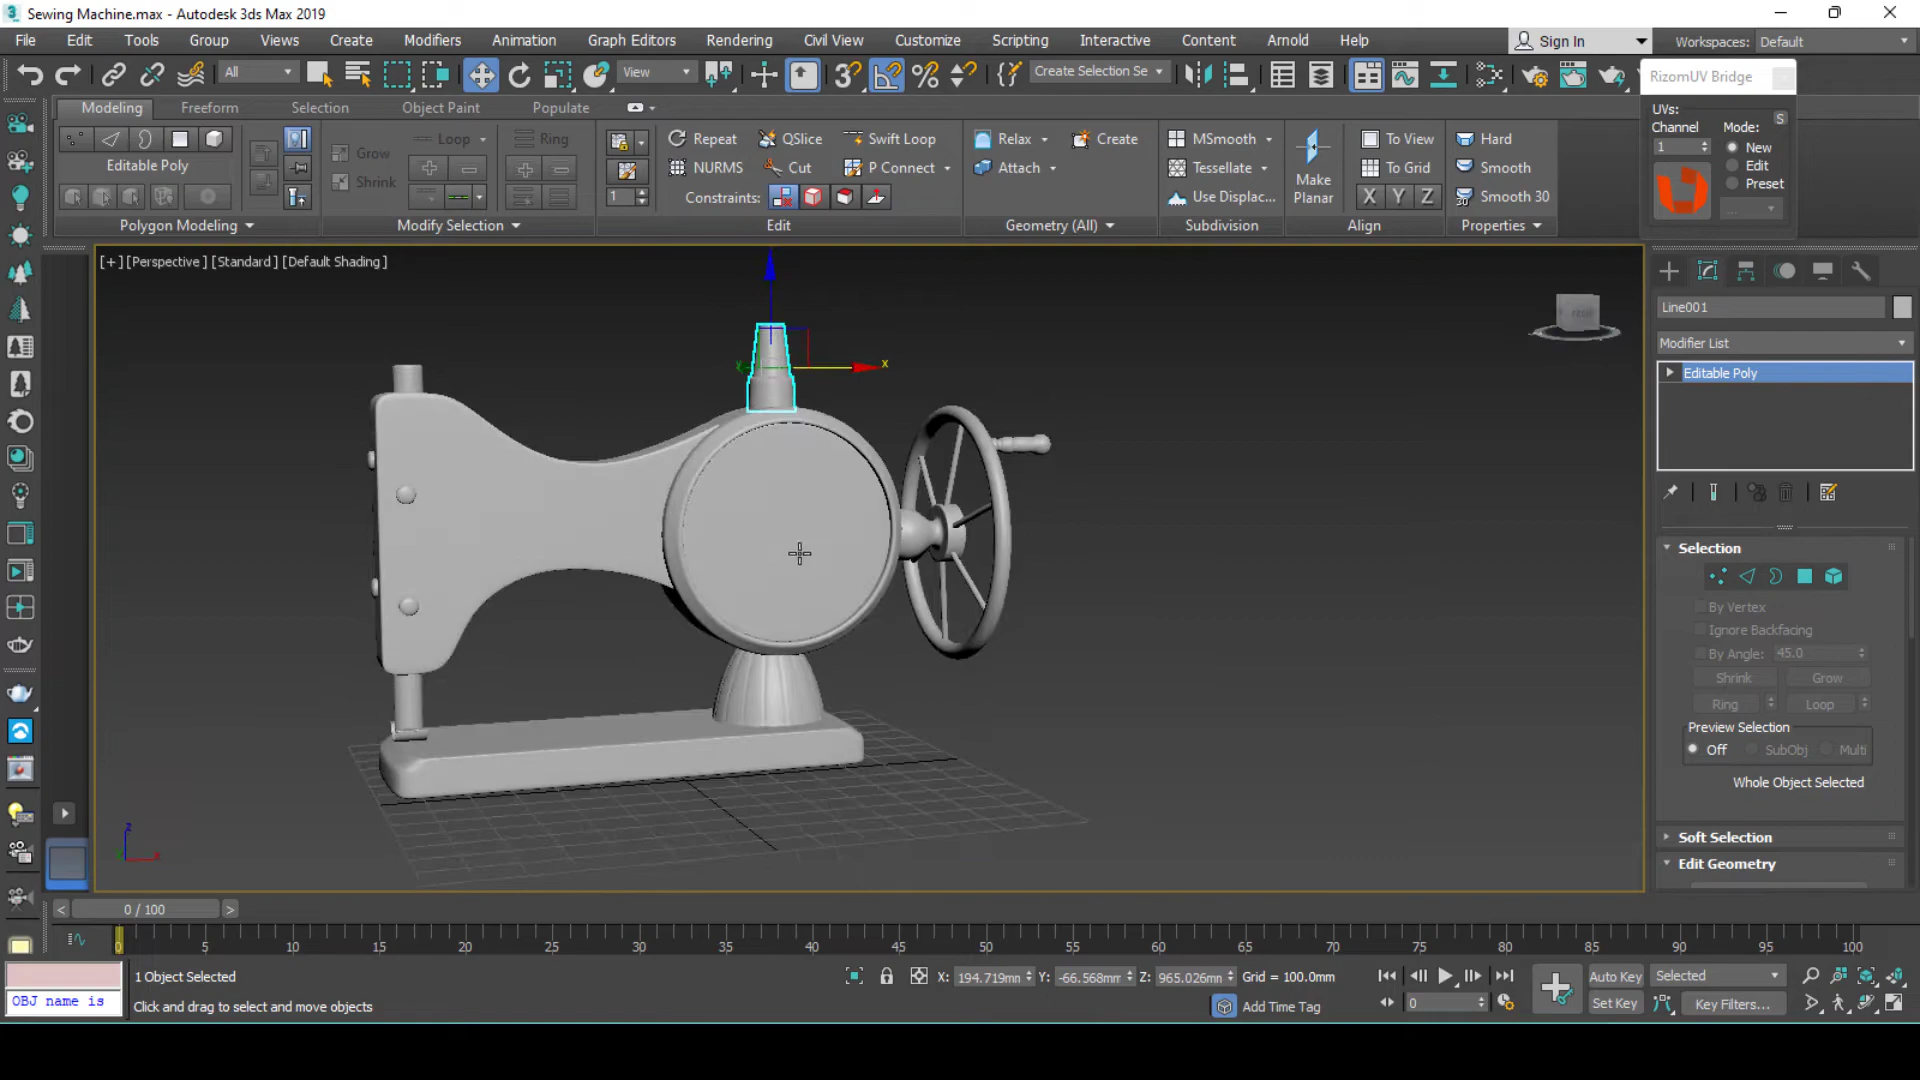 Sewing Machine.max - Autodesk 3ds Max 2019
File Edit Tools Group Views Create Modifiers Animation Graph Editors Rendering Civil View Customize Scripting Interactive Content Arnold Help
Sign In
Workspaces: Default
All
View
Create Selection Se
RizomUV Bridge
Modeling Freeform Selection Object Paint Populate
UVs:
Channel
1
Mode:
S
New
Edit
Preset
...
Editable Poly
Polygon Modeling
Grow
Shrink
Loop
Ring
Modify Selection
1
Repeat QSlice Swift Loop
NURMS Cut P Connect
Constraints:
Edit
Relax Create
Attach
Geometry (All)
MSmooth
Tessellate
Use Displac...
Subdivision
Make
Planar
To View
To Grid
X Y Z
Align
Hard
Smooth
Smooth 30
Properties
[+] [Perspective] [Standard] [Default Shading]
x
z
x
Line001
Modifier List
Editable Poly
Selection
By Vertex
Ignore Backfacing
By Angle: 45.0
Shrink Grow
Ring Loop
Preview Selection
Off SubObj Multi
Whole Object Selected
Soft Selection
Edit Geometry
< 0 / 100 >
0 5 10 15 20 25 30 35 40 45 50 55 60 65 70 75 80 85 90 95 100
OBJ name is
1 Object Selected
Click and drag to select and move objects
X: 194.719mn Y: -66.568mn Z: 965.026mn Grid = 100.0mm
Add Time Tag
0
Auto Key Selected
Set Key Key Filters...